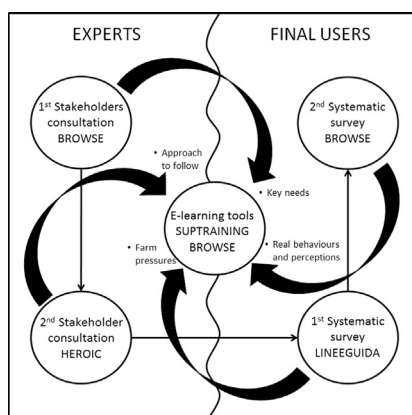 EXPERTS
FINAL USERS
1st Stakeholders
consultation
BROWSE
2nd Systematic
survey
BROWSE
• Approach
to follow
• Key needs
E-learning tools
SUPTRAINING
BROWSE
• Farm
pressures
• Real behaviours
and perceptions
2nd Stakeholder
consultation
HEROIC
1st Systematic
survey
LINEEGUIDA